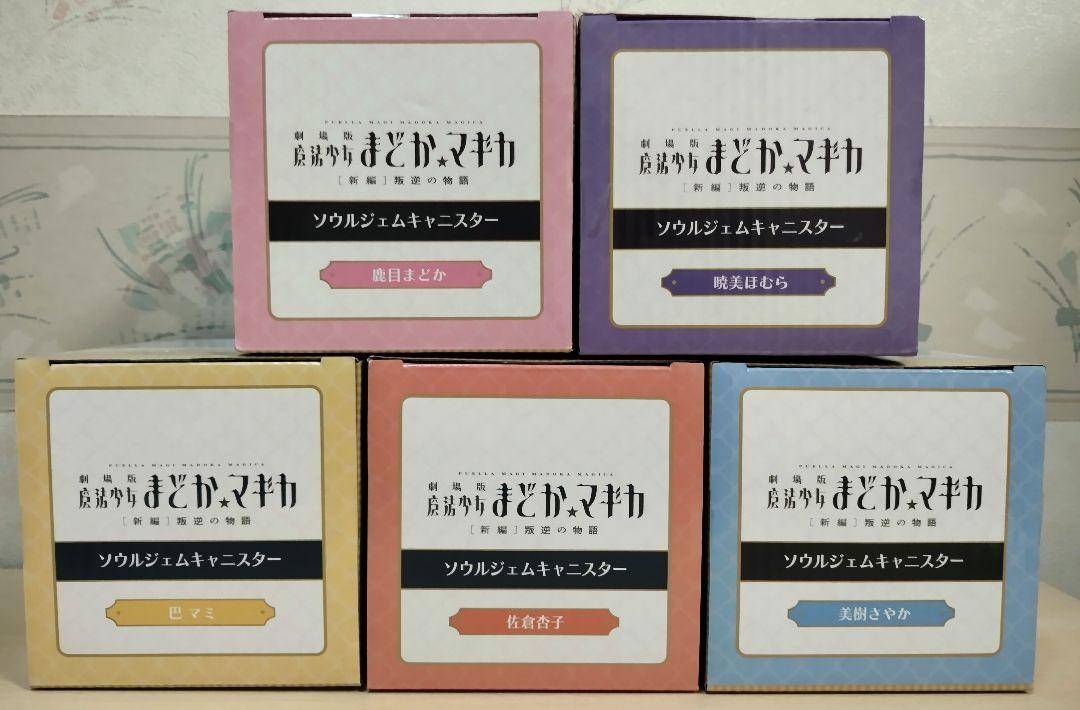 PUELLA MAGI MADOKA MAGICA
劇場版
魔法少女まどか★マギカ
［新編］叛逆の物語
ソウルジェムキャニスター
鹿目まどか
PUELLA MAGI MADOKA MAGICA
劇場版
魔法少女まどか★マギカ
［新編］叛逆の物語
ソウルジェムキャニスター
暁美ほむら
PUELLA MAGI MADOKA MAGICA
劇場版
魔法少女まどか★マギカ
［新編］叛逆の物語
ソウルジェムキャニスター
巴マミ
PUELLA MAGI MADOKA MAGICA
劇場版
魔法少女まどか★マギカ
［新編］叛逆の物語
ソウルジェムキャニスター
佐倉杏子
PUELLA MAGI MADOKA MAGICA
劇場版
魔法少女まどか★マギカ
［新編］叛逆の物語
ソウルジェムキャニスター
美樹さやか